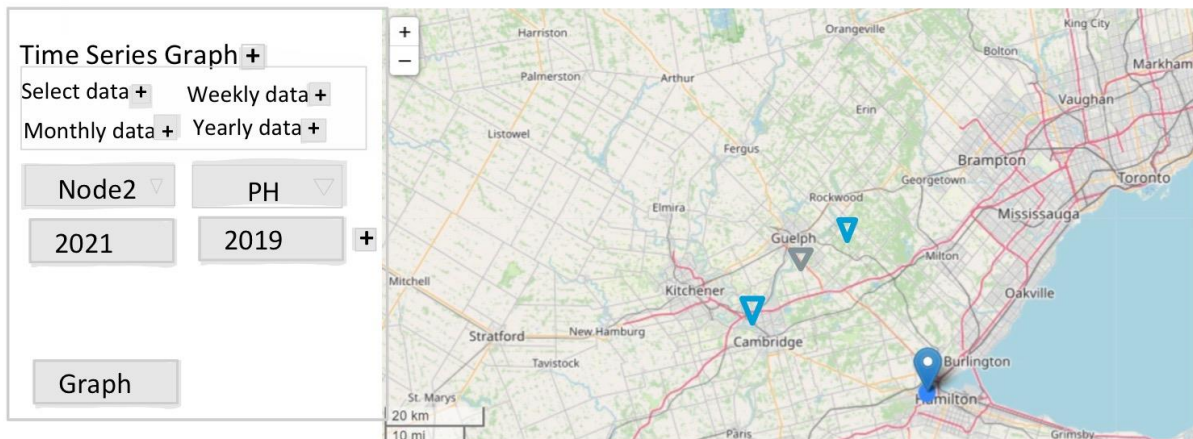 Time Series Graph +
Select data + Weekly data +
Monthly data + Yearly data +
Node2 PH
2021 2019 +
Graph
+
−
Harriston
Orangeville
King City
Bolton
Markham
Palmerston
Arthur
Vaughan
Erin
Listowel
Fergus
Brampton
Georgetown
Toronto
Rockwood
Elmira
Mississauga
Guelph
Milton
Mitchell
Kitchener
Oakville
Stratford
New Hamburg
Cambridge
Tavistock
Burlington
St. Marys
Hamilton
20 km
10 mi
Paris
Grimsby